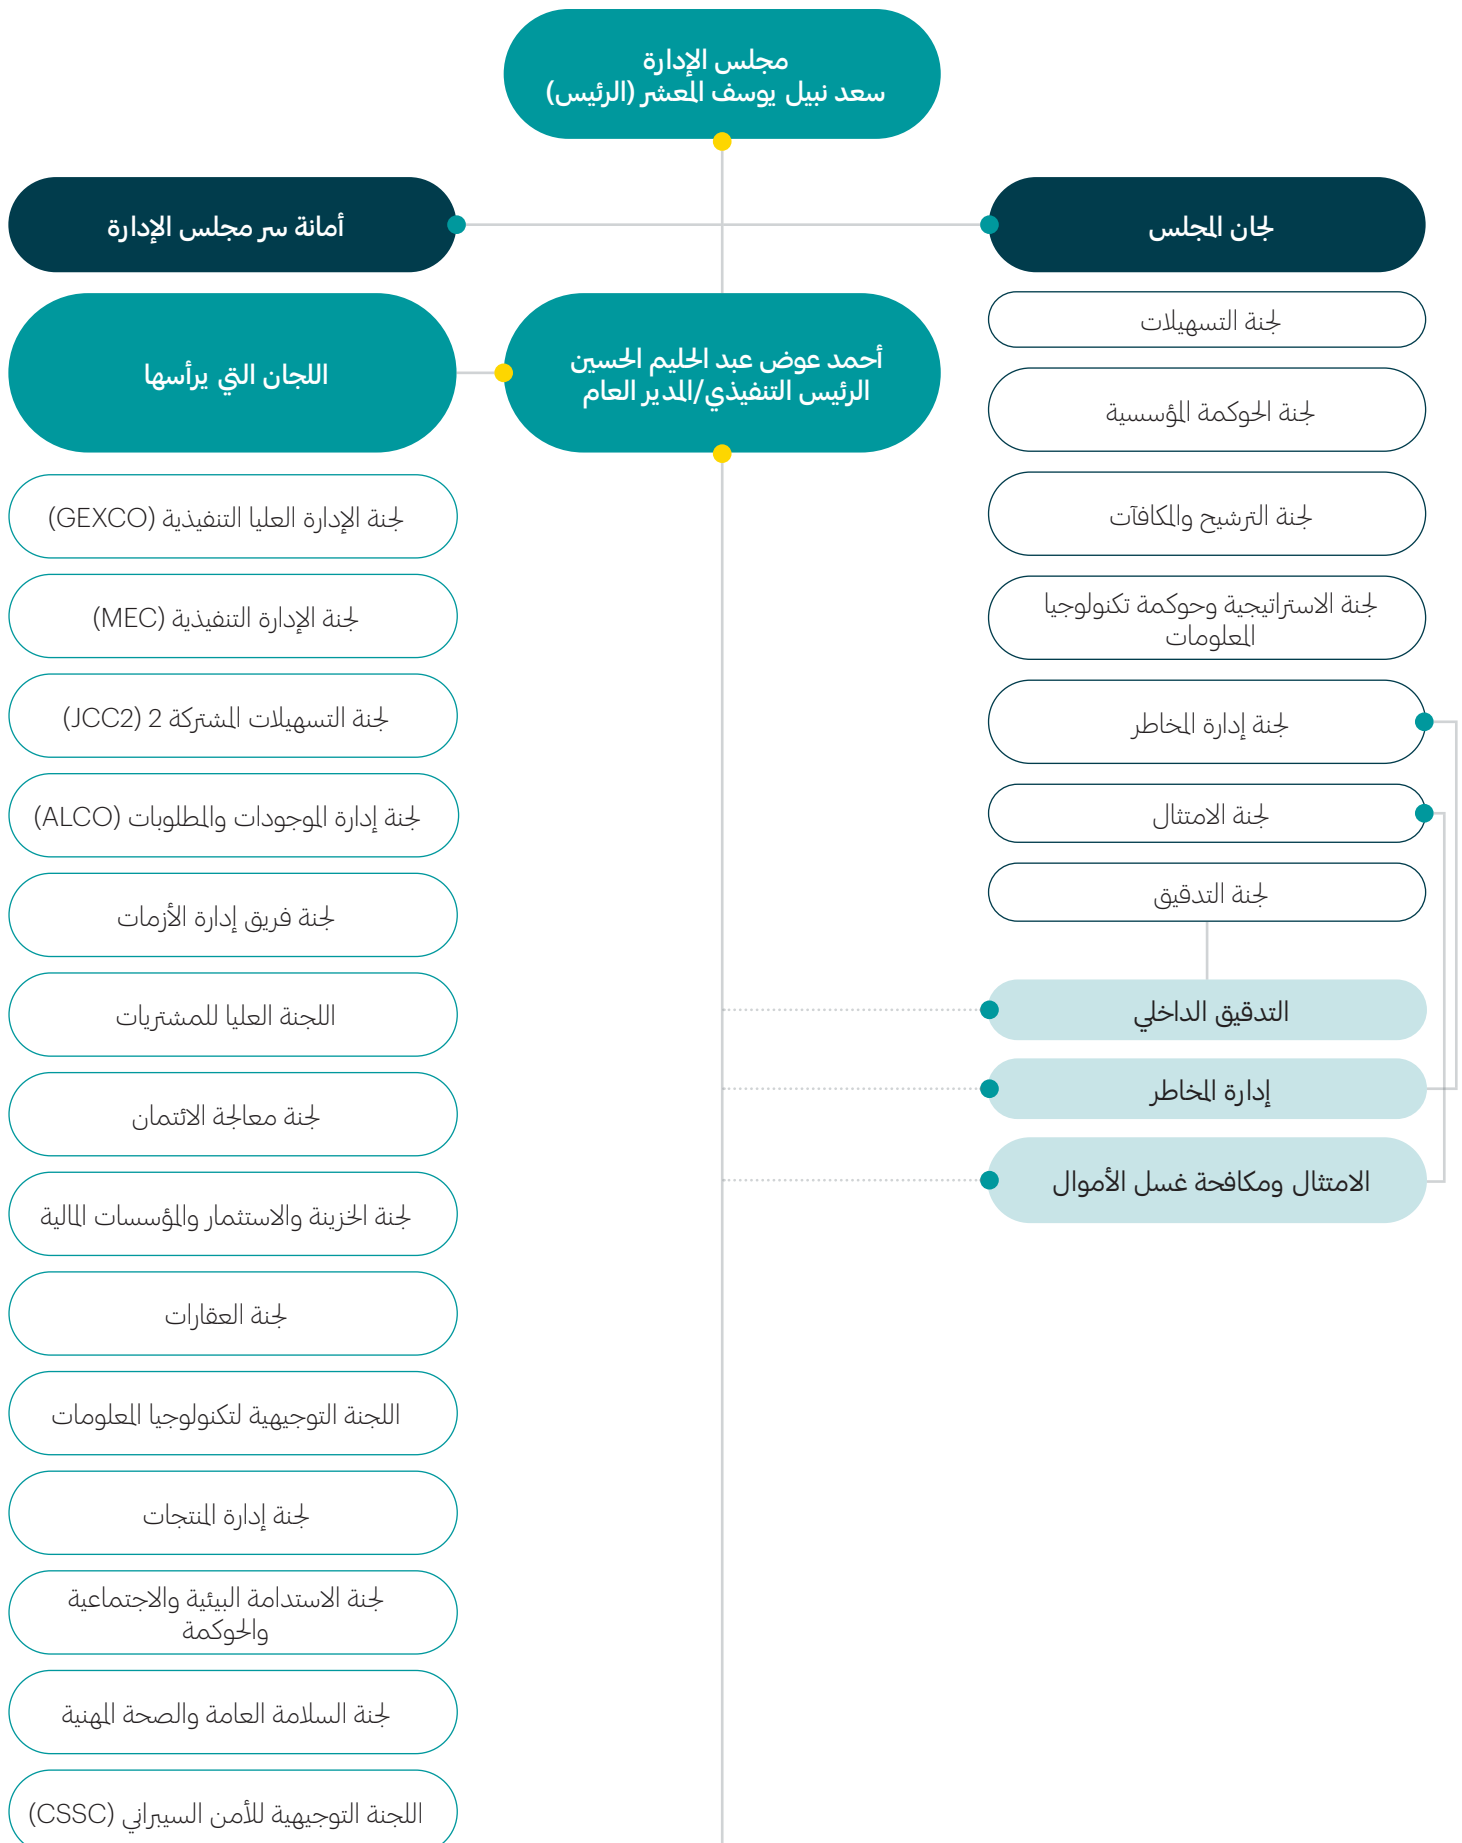 مجلس الإدارة
سعد نبيل يوسف المعشر (الرئيس)
لجان المجلس
أمانة سر مجلس الإدارة
لجنة التسهيلات
لجنة الحوكمة المؤسسية
لجنة الترشيح والمكافآت
لجنة الاستراتيجية وحوكمة تكنولوجيا
المعلومات
لجنة إدارة المخاطر
لجنة الامتثال
لجنة التدقيق
التدقيق الداخلي
إدارة المخاطر
الامتثال ومكافحة غسل الأموال
أحمد عوض عبد الحليم الحسين
الرئيس التنفيذي/المدير العام
اللجان التي يرأسها
لجنة الإدارة العليا التنفيذية (GEXCO)
لجنة الإدارة التنفيذية (MEC)
لجنة التسهيلات المشتركة 2 (JCC2)
لجنة إدارة الموجودات والمطلوبات (ALCO)
لجنة فريق إدارة الأزمات
اللجنة العليا للمشتريات
لجنة معالجة الائتمان
لجنة الخزينة والاستثمار والمؤسسات المالية
لجنة العقارات
اللجنة التوجيهية لتكنولوجيا المعلومات
لجنة إدارة المنتجات
لجنة الاستدامة البيئية والاجتماعية
والحوكمة
لجنة السلامة العامة والصحة المهنية
اللجنة التوجيهية للأمن السيبراني (CSSC)